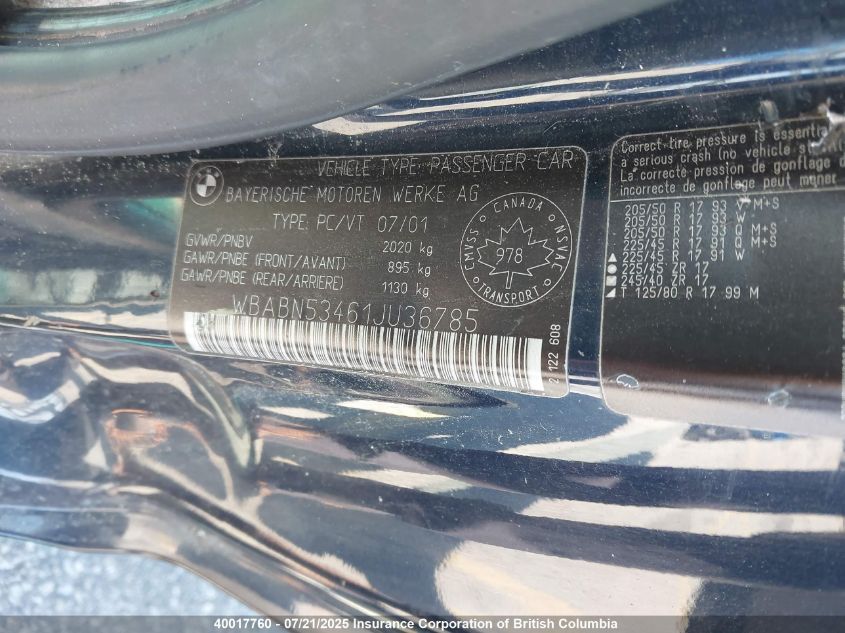 VEHICLE TYPE: PASSENGER CAR
BMW
BAYERISCHE MOTOREN WERKE AG
TYPE: PC/VT 07/01
GVWR/PNBV 2020 kg
GAWR/PNBE (FRONT/AVANT) 895 kg
GAWR/PNBE (REAR/ARRIERE) 1130 kg
WBABN53461JU36785
CANADA
CMVSS NSVAC
978
TRANSPORT
2 122 608
Correct tire pressure is essential
a serious crash (no vehicle
La correcte pression de gonflage d
incorrecte de gonflage peut mener
205/50 R 17 93 V M+S
205/50 R 17 93 W
205/50 R 17 93 Q M+S
225/45 R 17 91 Q M+S
225/45 R 17 91 W
225/45 ZR 17
245/40 ZR 17
T 125/80 R 17 99 M
40017760 - 07/21/2025 Insurance Corporation of British Columbia